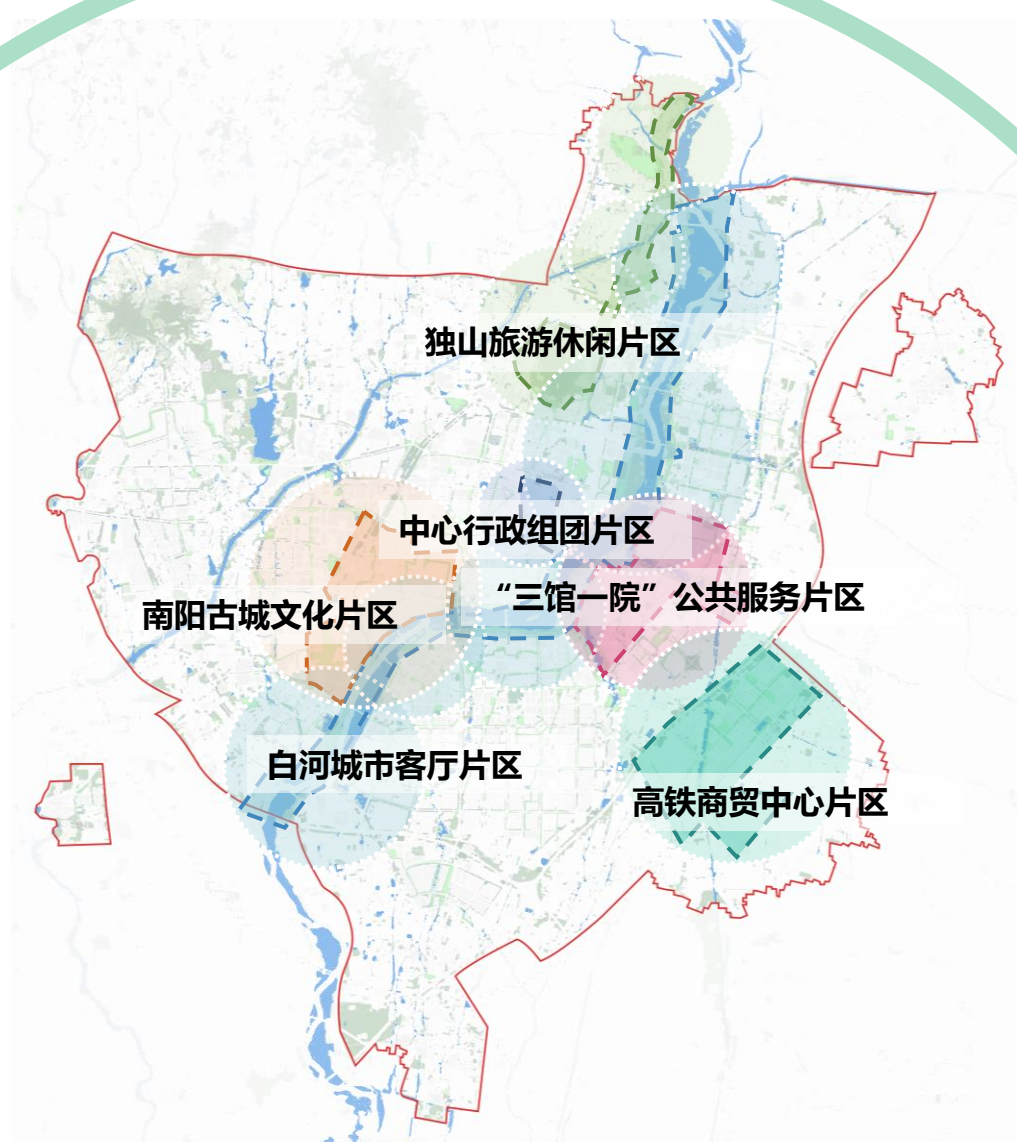 独山旅游休闲片区
中心行政组团片区
“三馆一院”公共服务片区
南阳古城文化片区
白河城市客厅片区
高铁商贸中心片区